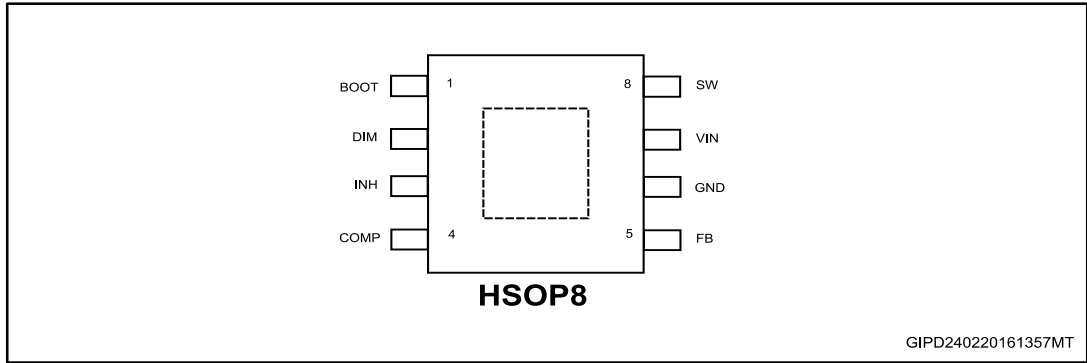 BOOT 1 8 SW
DIM VIN
INH GND
COMP 4 5 FB
HSOP8
GIPD240220161357MT